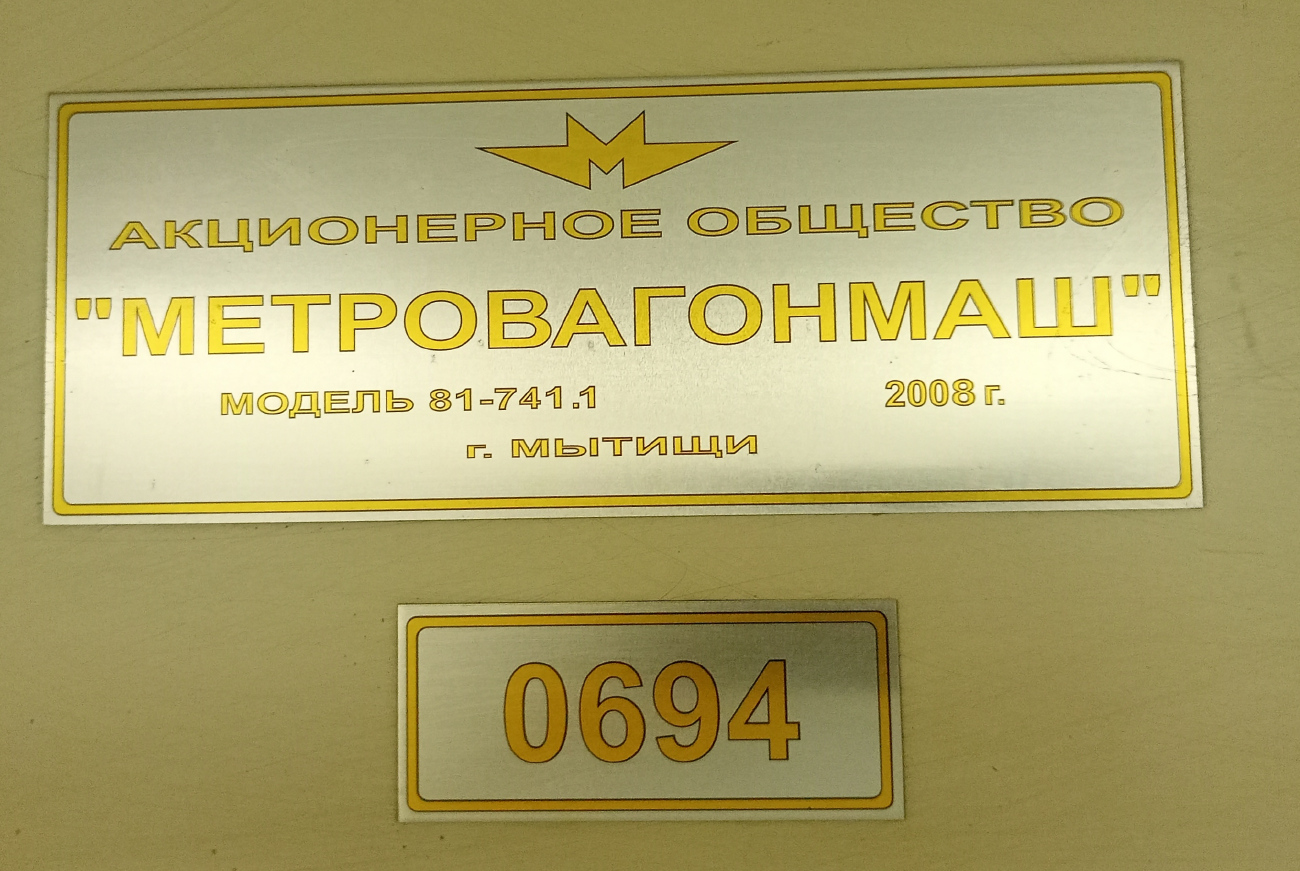 АКЦИОНЕРНОЕ ОБЩЕСТВО
"МЕТРОВАГОНМАШ"
МОДЕЛЬ 81-741.1 2008 г.
г. МЫТИЩИ
0694